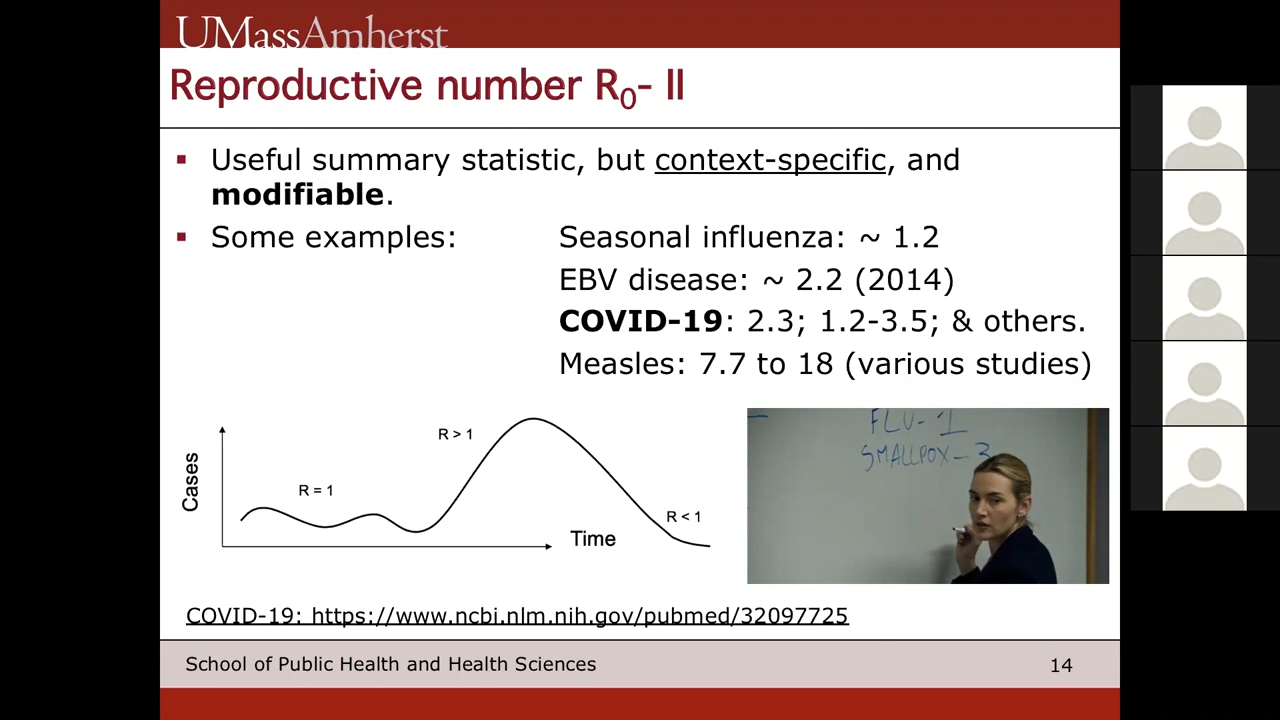 UMassAmherst
Reproductive number R0- II
▪ Useful summary statistic, but context-specific, and
modifiable.
▪ Some examples:
Seasonal influenza: ~ 1.2
EBV disease: ~ 2.2 (2014)
COVID-19: 2.3; 1.2-3.5; & others.
Measles: 7.7 to 18 (various studies)
Cases
R = 1
R > 1
R < 1
Time
FLU- 1
SMALLPOX - 3
COVID-19: https://www.ncbi.nlm.nih.gov/pubmed/32097725
School of Public Health and Health Sciences
14